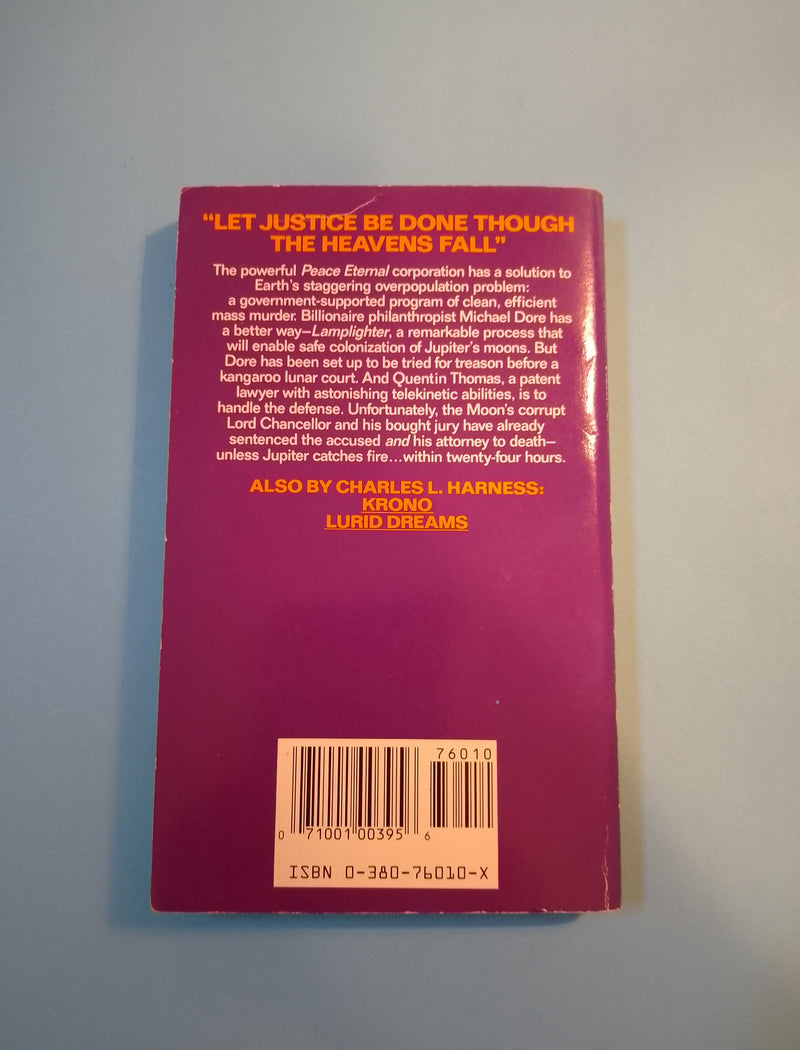 “LET JUSTICE BE DONE THOUGH
THE HEAVENS FALL”
The powerful Peace Eternal corporation has a solution to
Earth's staggering overpopulation problem:
a government-supported program of clean, efficient
mass murder. Billionaire philanthropist Michael Dore has
a better way—Lamplighter, a remarkable process that
will enable safe colonization of Jupiter's moons. But
Dore has been set up to be tried for treason before a
kangaroo lunar court. And Quentin Thomas, a patent
lawyer with astonishing telekinetic abilities, is to
handle the defense. Unfortunately, the Moon's corrupt
Lord Chancellor and his bought jury have already
sentenced the accused and his attorney to death—
unless Jupiter catches fire...within twenty-four hours.
ALSO BY CHARLES L. HARNESS:
KRONO
LURID DREAMS
76010
0 71001 00395 6
ISBN 0-380-76010-X